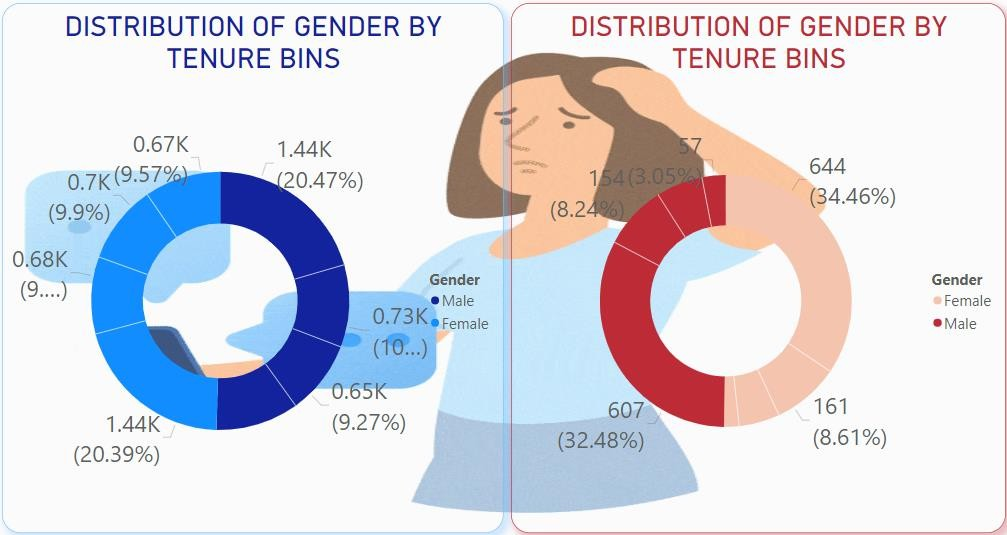 DISTRIBUTION OF GENDER BY
TENURE BINS
0.67K
(9.57%)
1.44K
(20.47%)
0.7K
(9.9%)
0.68K
(9....)
0.73K
(10...)
0.65K
(9.27%)
1.44K
(20.39%)
Gender
Male
Female
DISTRIBUTION OF GENDER BY
TENURE BINS
57
(3.05%)
644
(34.46%)
154
(8.24%)
607
(32.48%)
161
(8.61%)
Gender
Female
Male